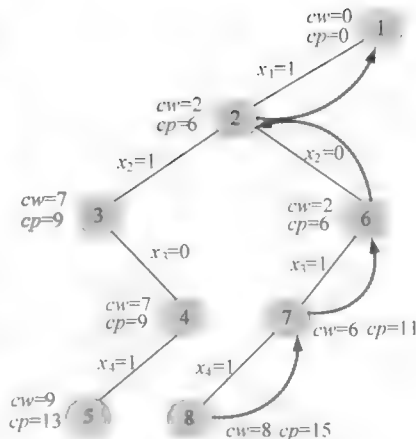 cw=0
cp=0
1
x₁=1
cw=2
cp=6
2
x₂=1
x₂=0
cw=7
cp=9
3
cw=2
cp=6
6
x₃=0
x₃=1
cw=7
cp=9
4
7
cw=6 cp=11
x₄=1
x₄=1
cw=9
cp=13
5
8
cw=8 cp=15